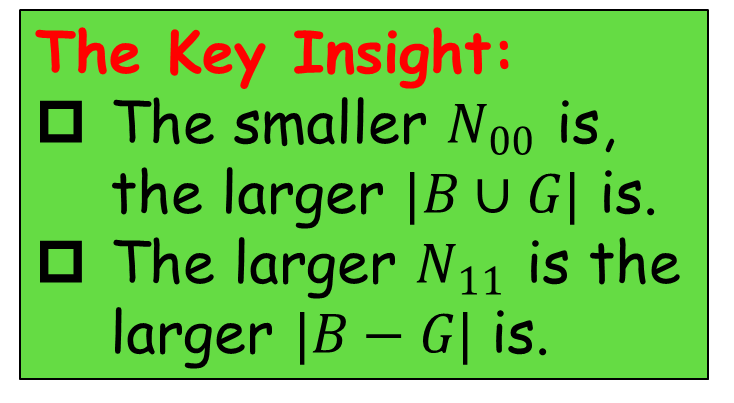 The Key Insight:
□ The smaller N₀₀ is,
the larger |B ∪ G| is.
□ The larger N₁₁ is the
larger |B − G| is.